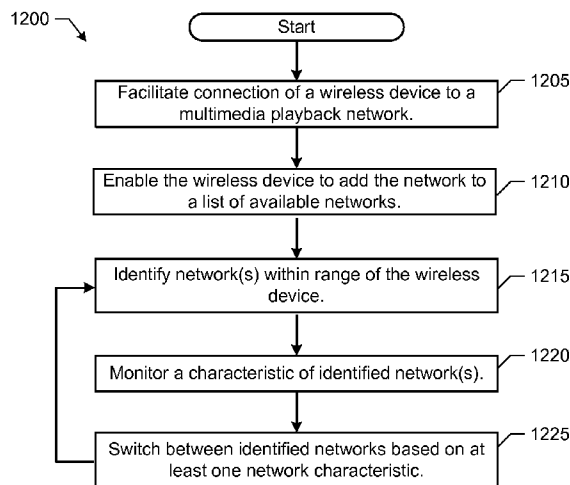 1200
Start
Facilitate connection of a wireless device to a
multimedia playback network.
1205
Enable the wireless device to add the network to
a list of available networks.
1210
Identify network(s) within range of the wireless
device.
1215
Monitor a characteristic of identified network(s).
1220
Switch between identified networks based on at
least one network characteristic.
1225